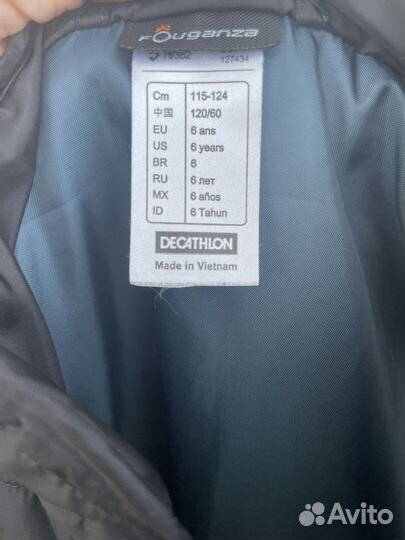 FOuganza
76362
127434
Cm 115-124
中国 120/60
EU 6 ans
US 6 years
BR 6
RU 6 лет
MX 6 años
ID 6 Tahun
DECATHLON
Made in Vietnam
Avito